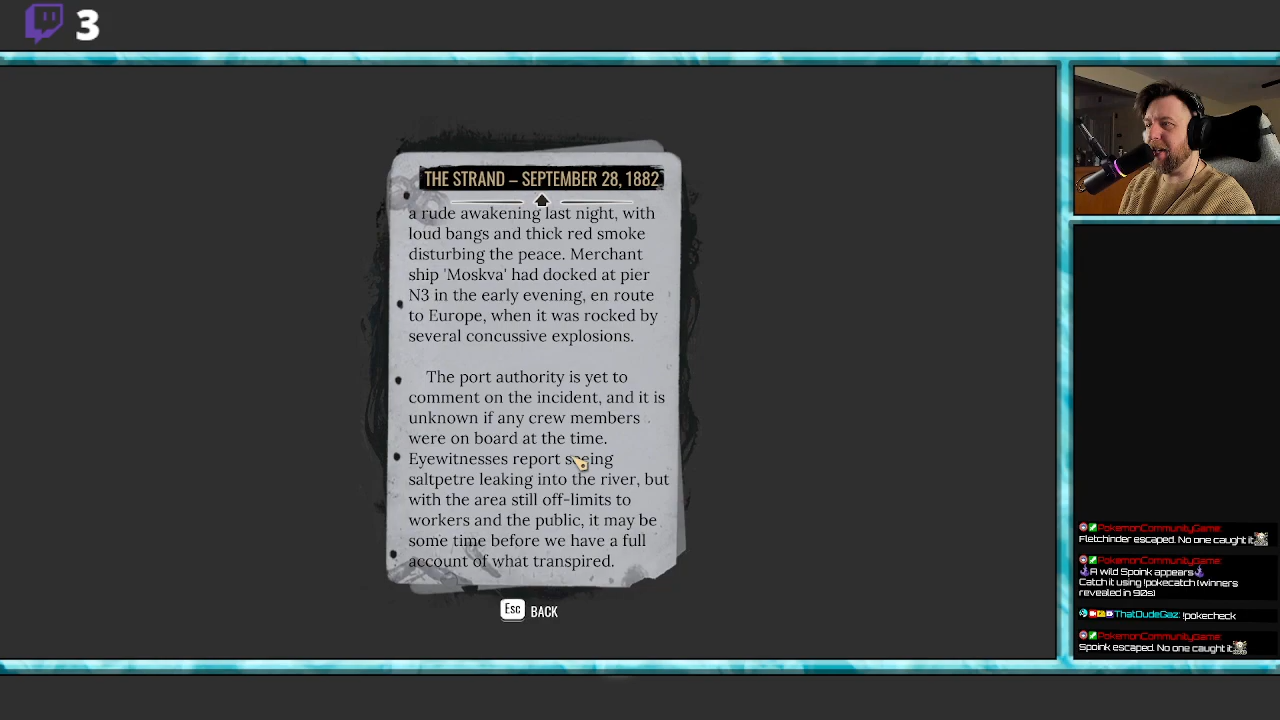 3
THE STRAND – SEPTEMBER 28, 1882
a rude awakening last night, with
loud bangs and thick red smoke
disturbing the peace. Merchant
ship 'Moskva' had docked at pier
N3 in the early evening, en route
to Europe, when it was rocked by
several concussive explosions.
The port authority is yet to
comment on the incident, and it is
unknown if any crew members
were on board at the time.
Eyewitnesses report seeing
saltpetre leaking into the river, but
with the area still off-limits to
workers and the public, it may be
some time before we have a full
account of what transpired.
Esc BACK
PokemonCommunityGame:
Fletchinder escaped. No one caught it
PokemonCommunityGame:
A wild Spoink appears
Catch it using !pokecatch (winners
revealed in 90s)
ThatDudeGaz: !pokecheck
PokemonCommunityGame:
Spoink escaped. No one caught it